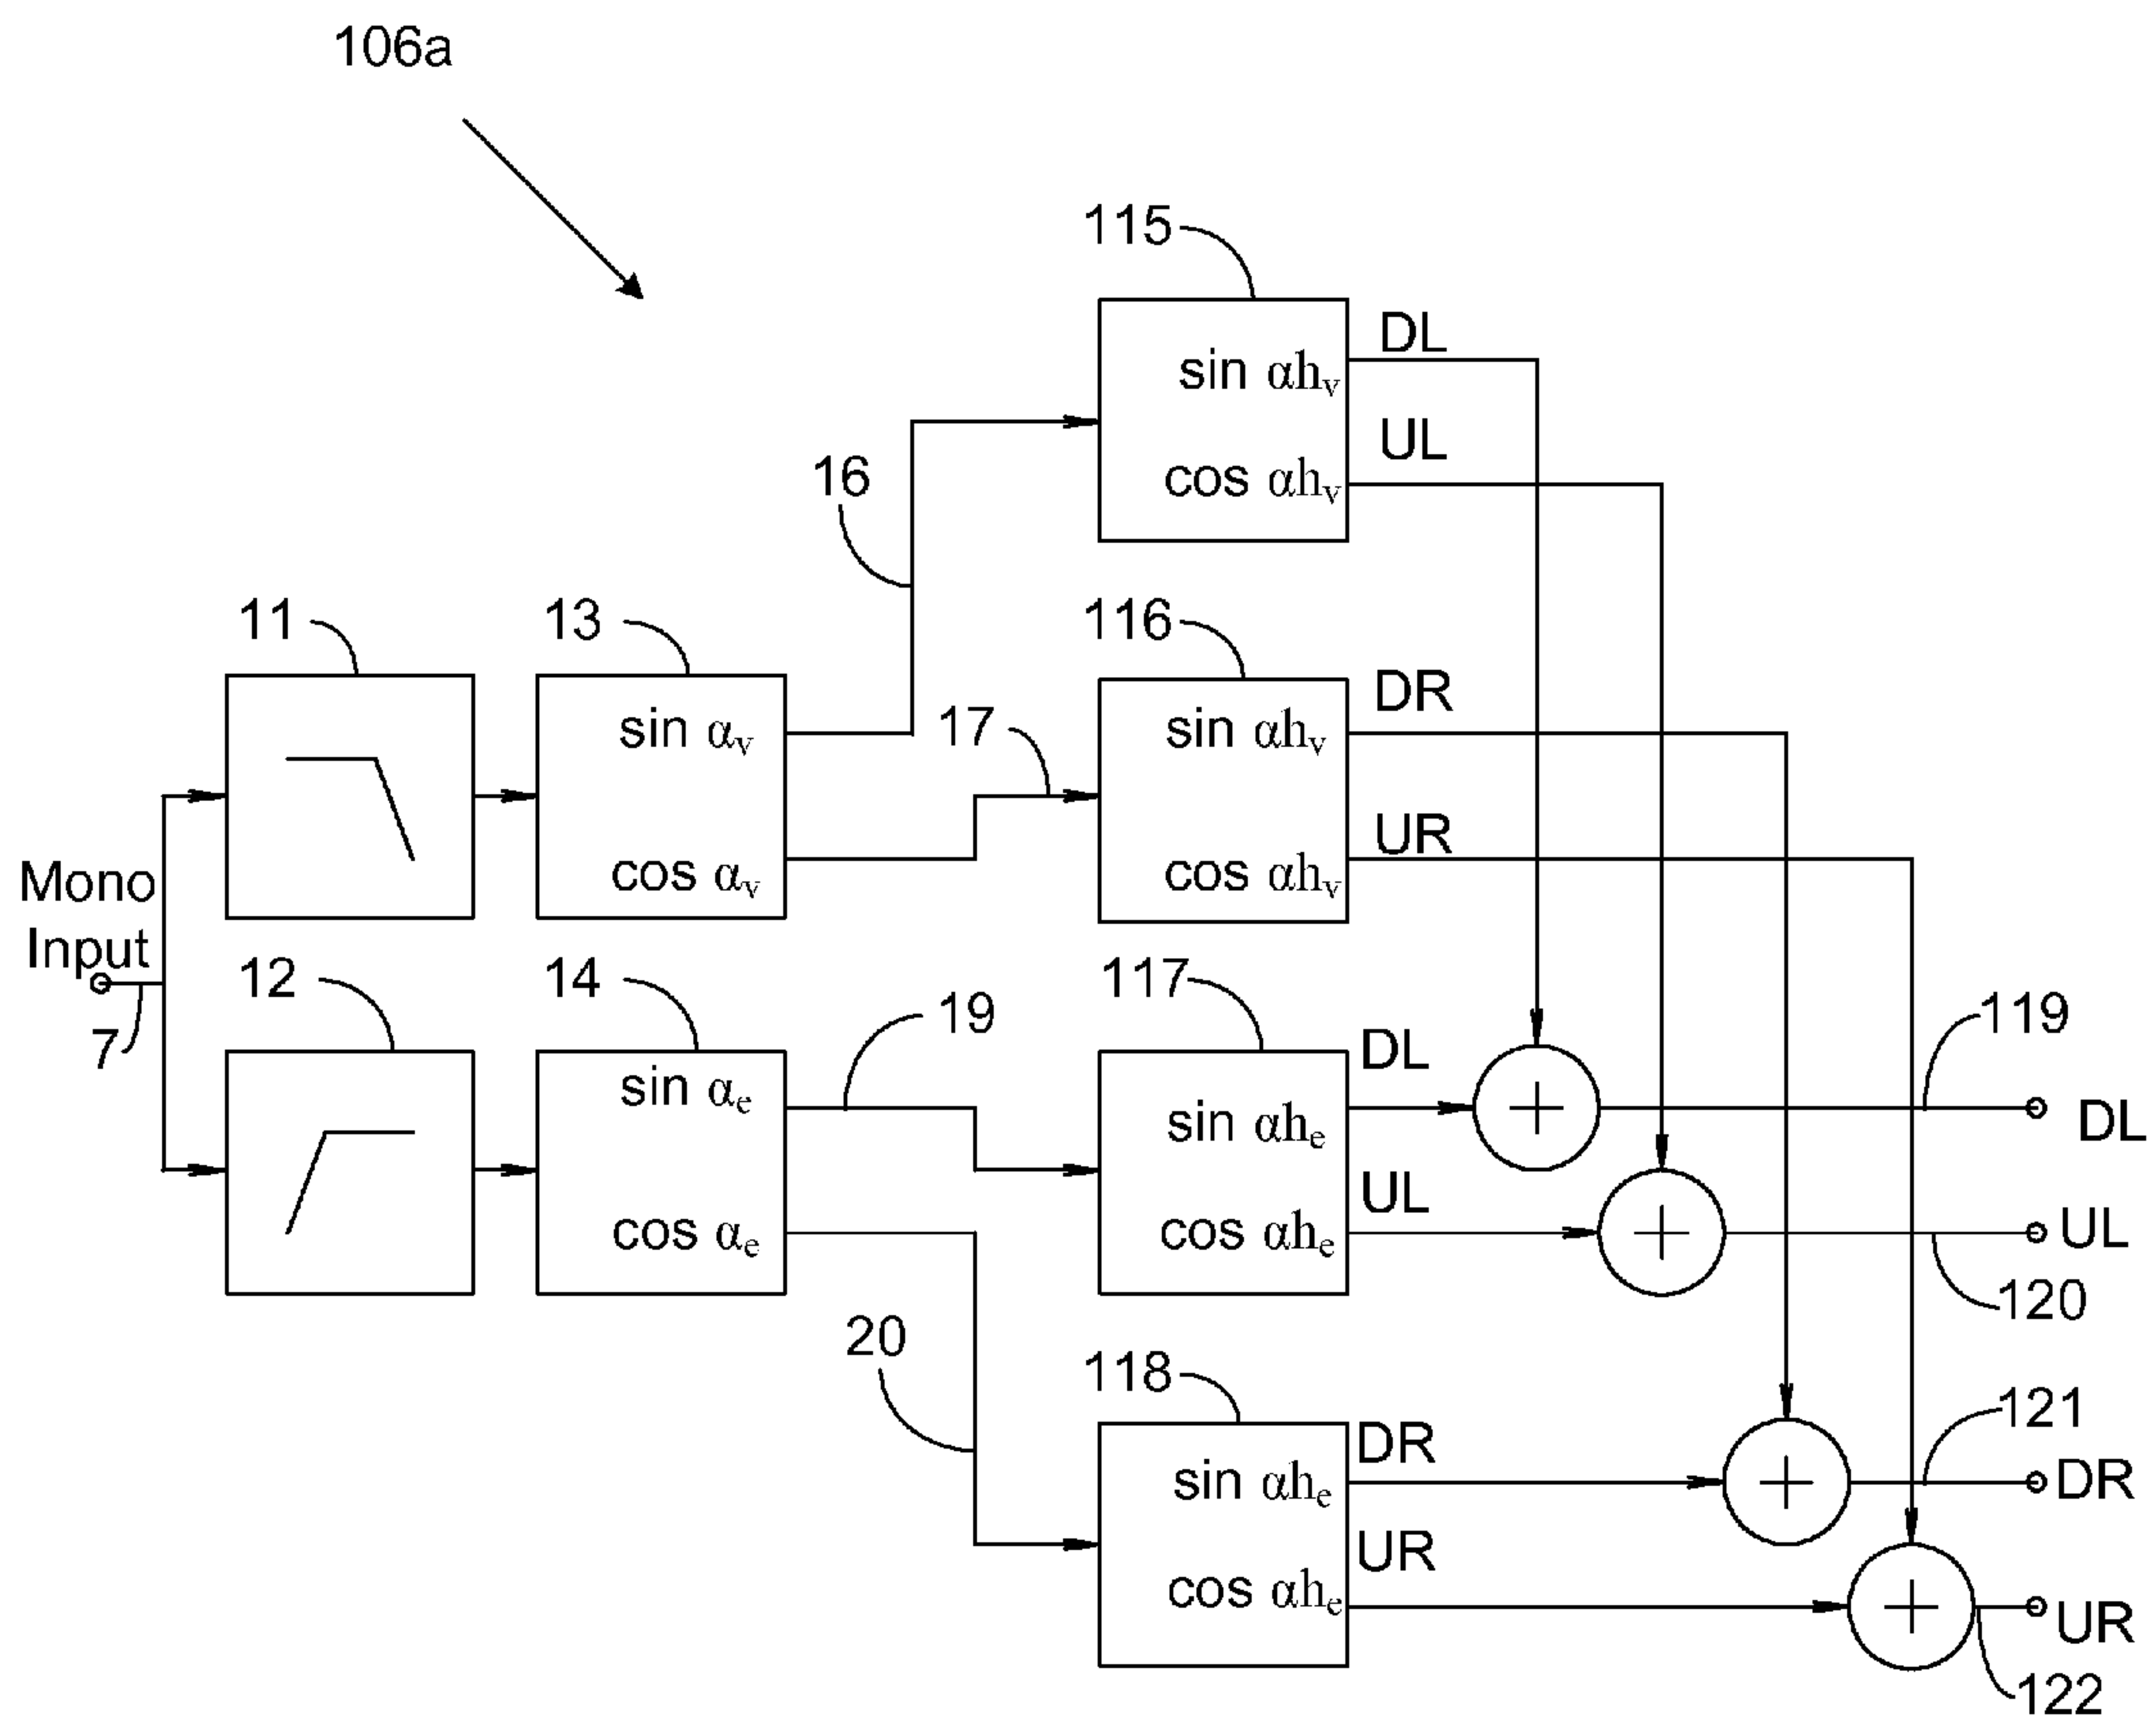 106a
115
DL
sin αhᵥ
UL
cos αhᵥ
16
11
13
116
DR
sin αᵥ
17
sin αhᵥ
UR
cos αᵥ
cos αhᵥ
Mono
Input
7
12
14
19
117
119
DL
sin αₑ
sin αhₑ
DL
UL
cos αₑ
cos αhₑ
UL
120
20
118
121
DR
sin αhₑ
DR
UR
cos αhₑ
UR
122